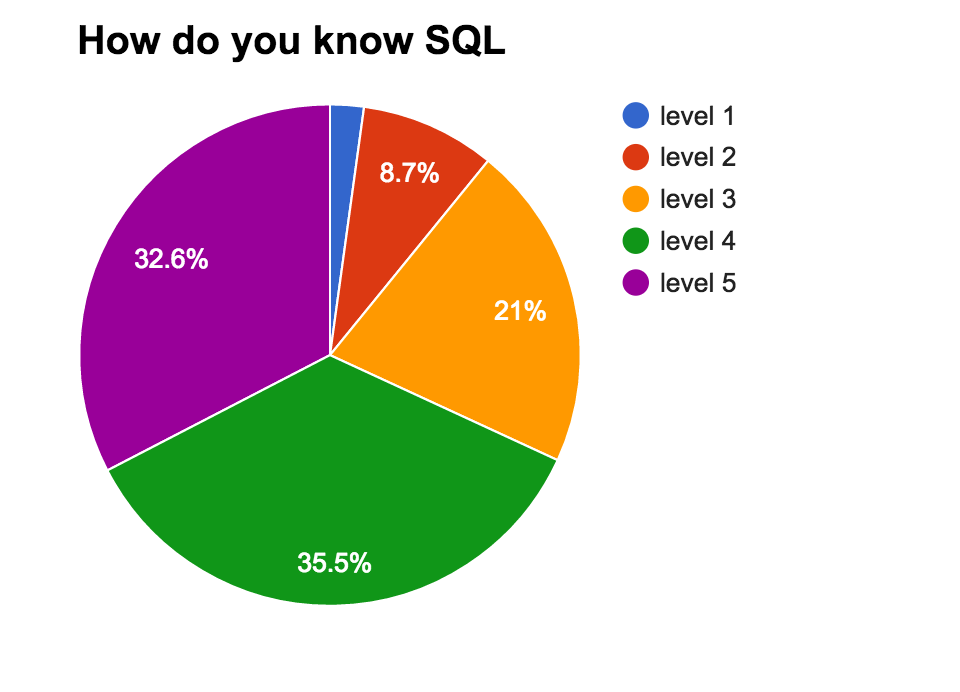 How do you know SQL
level 1
level 2
level 3
level 4
level 5
8.7%
32.6%
21%
35.5%